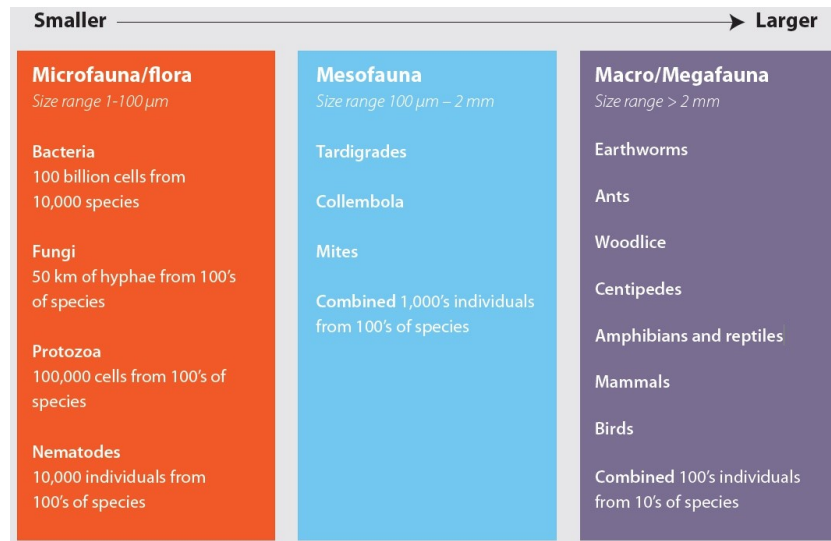 Smaller
Larger
Microfauna/flora
Size range 1-100 µm
Bacteria
100 billion cells from
10,000 species
Fungi
50 km of hyphae from 100's
of species
Protozoa
100,000 cells from 100's of
species
Nematodes
10,000 individuals from
100's of species
Mesofauna
Size range 100 µm – 2 mm
Tardigrades
Collembola
Mites
Combined 1,000's individuals
from 100's of species
Macro/Megafauna
Size range > 2 mm
Earthworms
Ants
Woodlice
Centipedes
Amphibians and reptiles
Mammals
Birds
Combined 100's individuals
from 10's of species